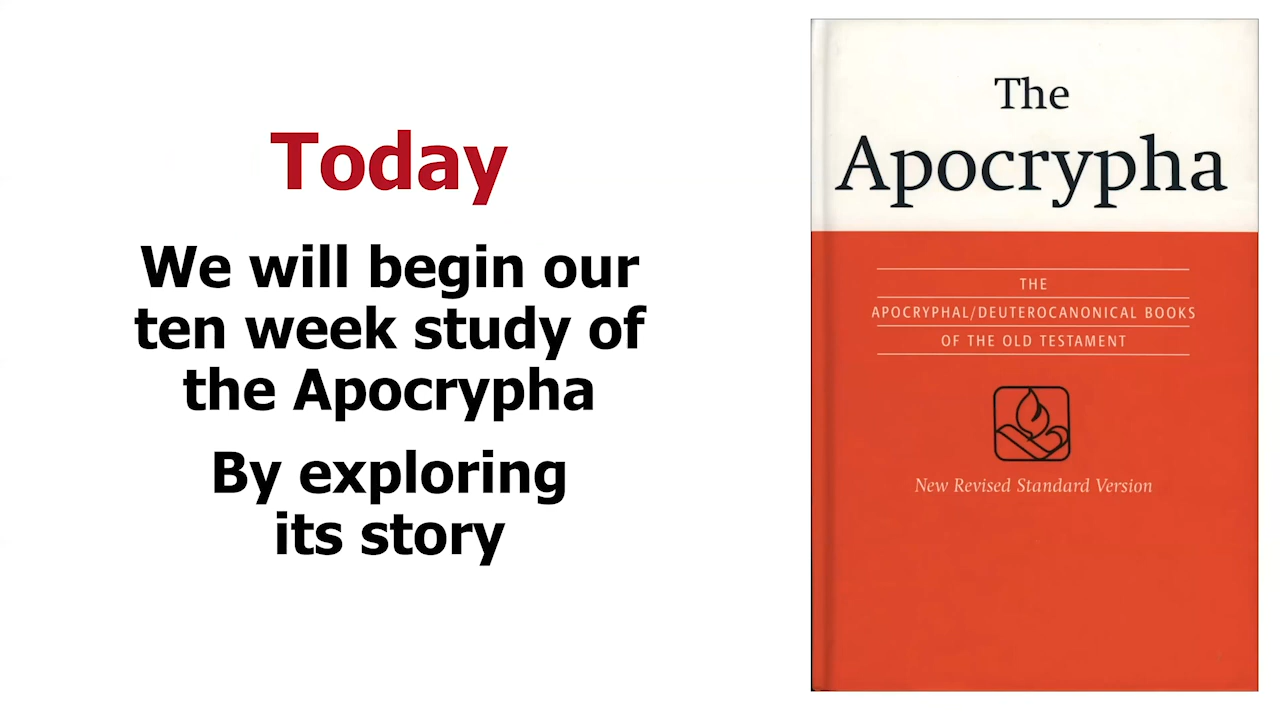 Today
We will begin our
ten week study of
the Apocrypha
By exploring
its story
The
Apocrypha
THE
APOCRYPHAL/DEUTEROCANONICAL BOOKS
OF THE OLD TESTAMENT
New Revised Standard Version